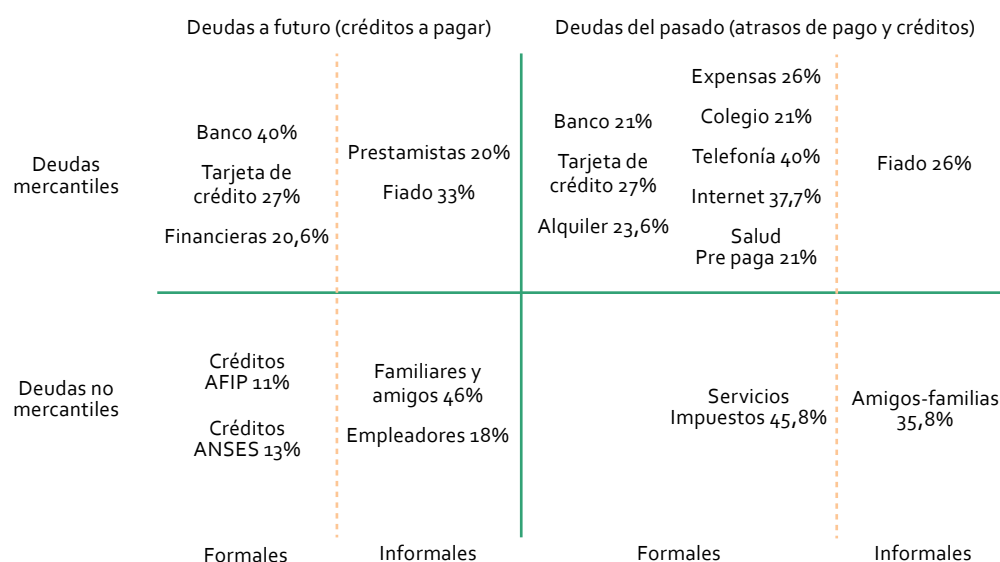 Deudas a futuro (créditos a pagar)
Deudas del pasado (atrasos de pago y créditos)
Deudas
mercantiles
Banco 40%
Tarjeta de
crédito 27%
Financieras 20,6%
Prestamistas 20%
Fiado 33%
Banco 21%
Tarjeta de
crédito 27%
Alquiler 23,6%
Expensas 26%
Colegio 21%
Telefonía 40%
Internet 37,7%
Salud
Pre paga 21%
Fiado 26%
Deudas no
mercantiles
Créditos
AFIP 11%
Créditos
ANSES 13%
Familiares y
amigos 46%
Empleadores 18%
Servicios
Impuestos 45,8%
Amigos-familias
35,8%
Formales
Informales
Formales
Informales